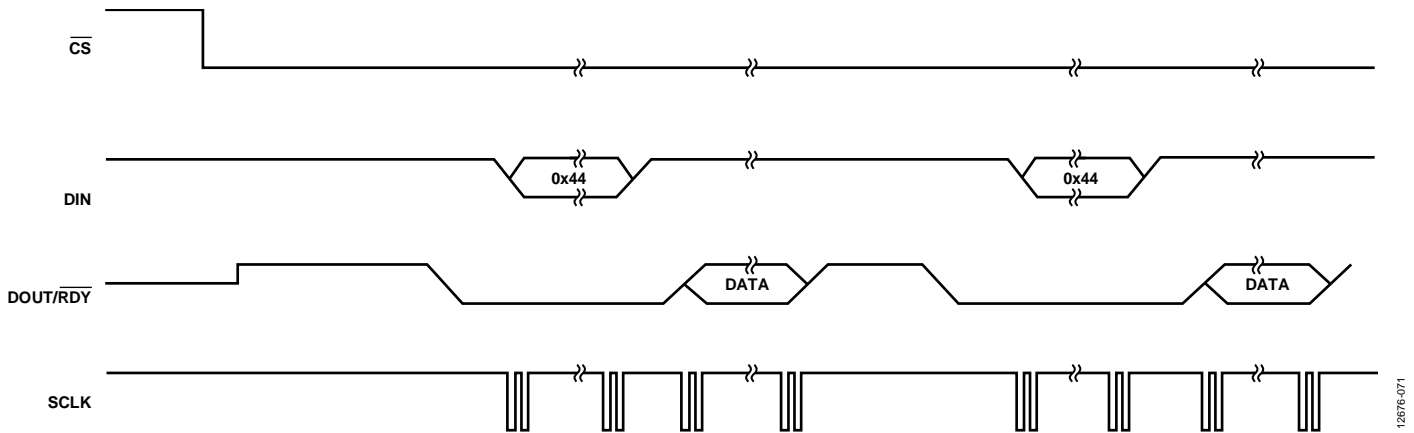 CS
DIN
0x44
0x44
DOUT/RDY
DATA
DATA
SCLK
12676-071